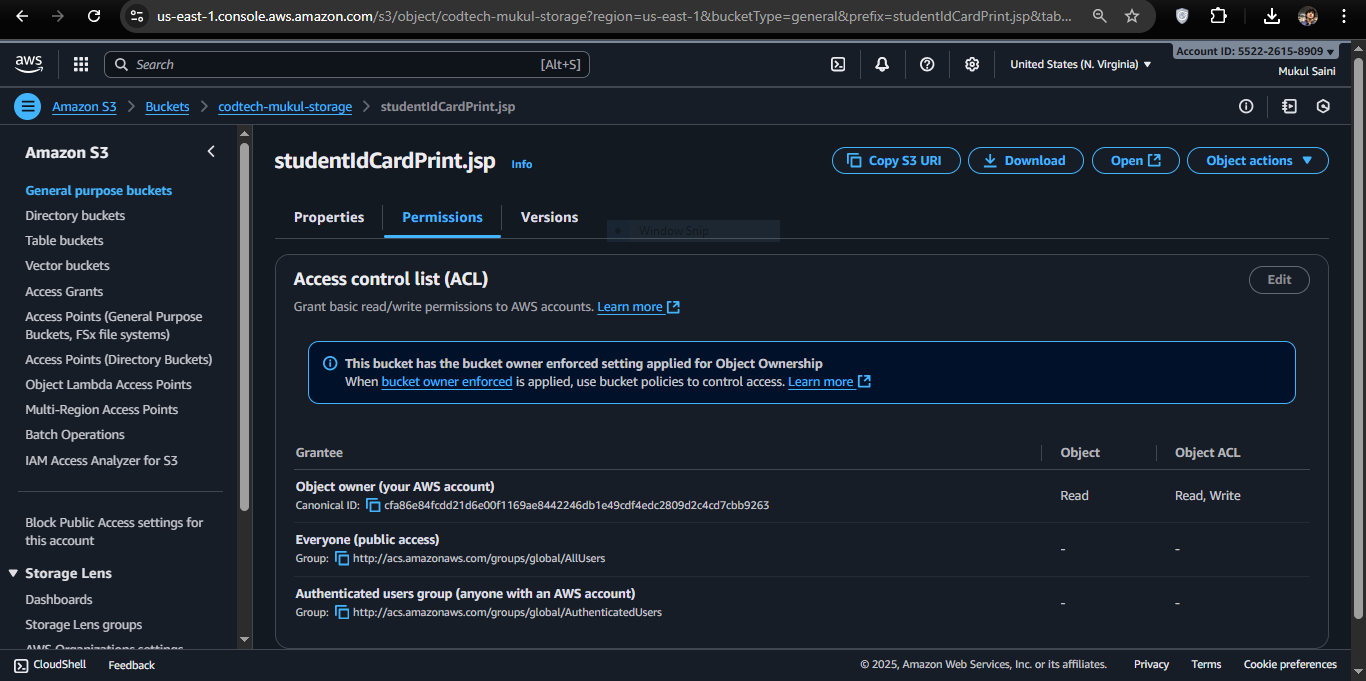 us-east-1.console.aws.amazon.com/s3/object/codtech-mukul-storage?region=us-east-1&bucketType=general&prefix=studentIdCardPrint.jsp&tab...
aws
Search [Alt+S]
United States (N. Virginia)
Account ID: 5522-2615-8909
Mukul Saini
Amazon S3 > Buckets > codtech-mukul-storage > studentIdCardPrint.jsp
Amazon S3
General purpose buckets
Directory buckets
Table buckets
Vector buckets
Access Grants
Access Points (General Purpose
Buckets, FSx file systems)
Access Points (Directory Buckets)
Object Lambda Access Points
Multi-Region Access Points
Batch Operations
IAM Access Analyzer for S3
Block Public Access settings for
this account
Storage Lens
Dashboards
Storage Lens groups
AWS Organizations settings
studentIdCardPrint.jsp Info
Copy S3 URI
Download
Open
Object actions
Properties
Permissions
Versions
Window Snip
Access control list (ACL)
Edit
Grant basic read/write permissions to AWS accounts. Learn more
This bucket has the bucket owner enforced setting applied for Object Ownership
When bucket owner enforced is applied, use bucket policies to control access. Learn more
Grantee Object Object ACL
Object owner (your AWS account)
Canonical ID: cfa86e84fcdd21d6e00f1169ae8442246db1e49cdf4edc2809d2c4cd7cbb9263
Read Read, Write
Everyone (public access)
Group: http://acs.amazonaws.com/groups/global/AllUsers
- -
Authenticated users group (anyone with an AWS account)
Group: http://acs.amazonaws.com/groups/global/AuthenticatedUsers
- -
CloudShell Feedback
© 2025, Amazon Web Services, Inc. or its affiliates. Privacy Terms Cookie preferences